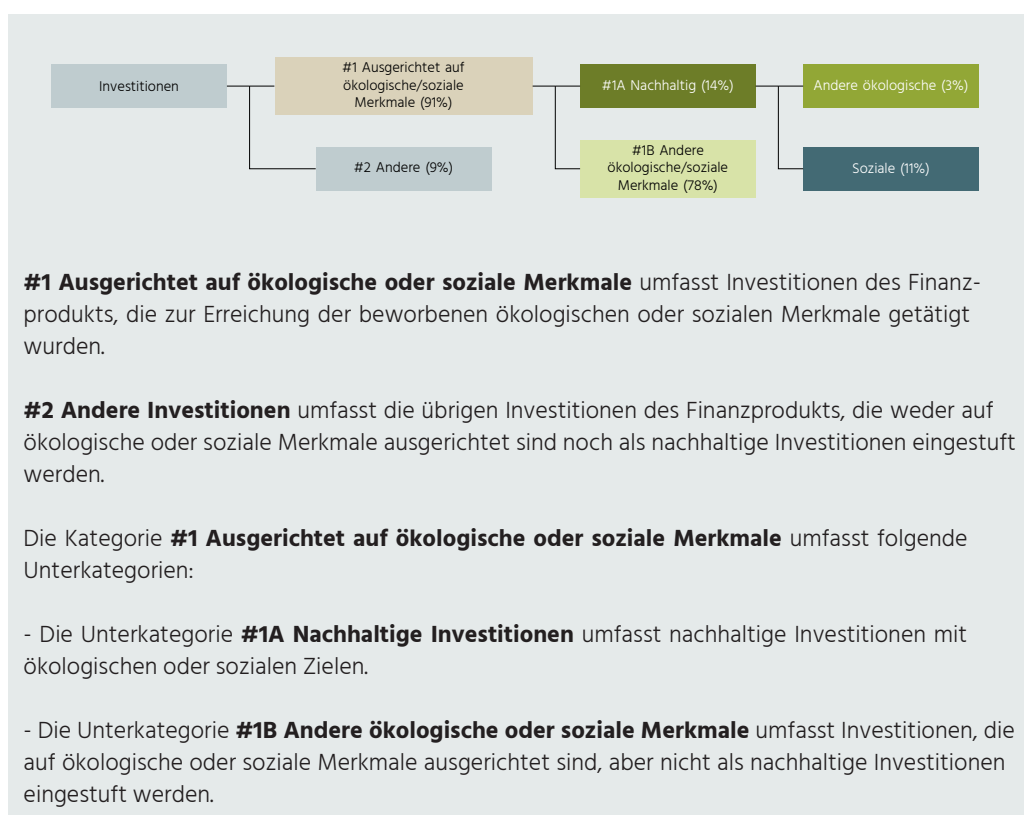 Investitionen
#1 Ausgerichtet auf
ökologische/soziale
Merkmale (91%)
#1A Nachhaltig (14%)
Andere ökologische (3%)
#2 Andere (9%)
#1B Andere
ökologische/soziale
Merkmale (78%)
Soziale (11%)
#1 Ausgerichtet auf ökologische oder soziale Merkmale umfasst Investitionen des Finanz-
produkts, die zur Erreichung der beworbenen ökologischen oder sozialen Merkmale getätigt
wurden.
#2 Andere Investitionen umfasst die übrigen Investitionen des Finanzprodukts, die weder auf
ökologische oder soziale Merkmale ausgerichtet sind noch als nachhaltige Investitionen eingestuft
werden.
Die Kategorie #1 Ausgerichtet auf ökologische oder soziale Merkmale umfasst folgende
Unterkategorien:
- Die Unterkategorie #1A Nachhaltige Investitionen umfasst nachhaltige Investitionen mit
ökologischen oder sozialen Zielen.
- Die Unterkategorie #1B Andere ökologische oder soziale Merkmale umfasst Investitionen, die
auf ökologische oder soziale Merkmale ausgerichtet sind, aber nicht als nachhaltige Investitionen
eingestuft werden.